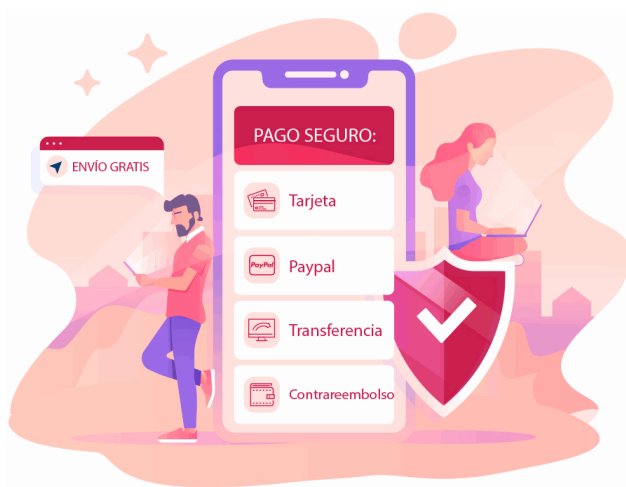 PAGO SEGURO:
ENVÍO GRATIS
Tarjeta
PayPal
Paypal
Transferencia
Contrareembolso